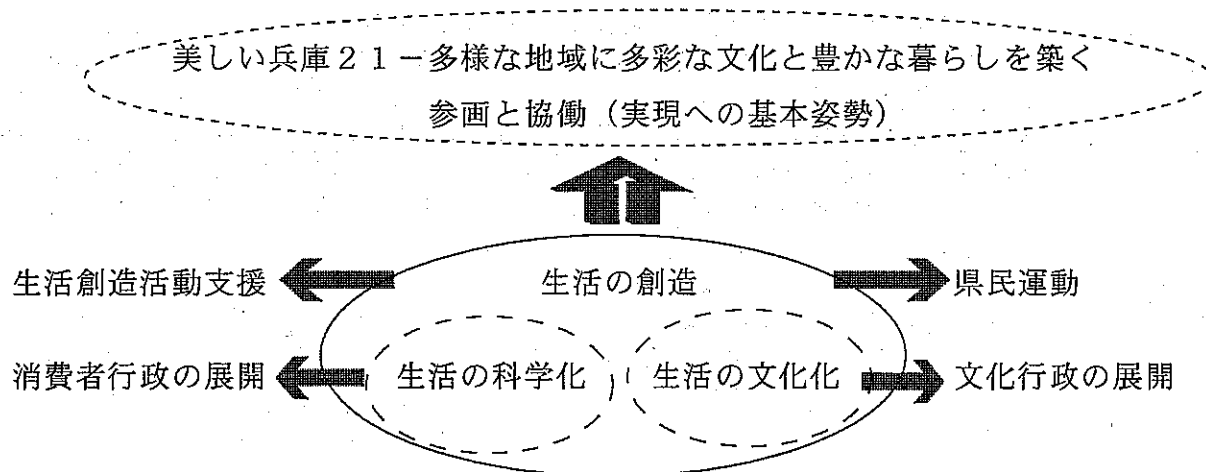 美しい兵庫２１－多様な地域に多彩な文化と豊かな暮らしを築く
参画と協働（実現への基本姿勢）
生活創造活動支援
生活の創造
県民運動
消費者行政の展開
生活の科学化
生活の文化化
文化行政の展開